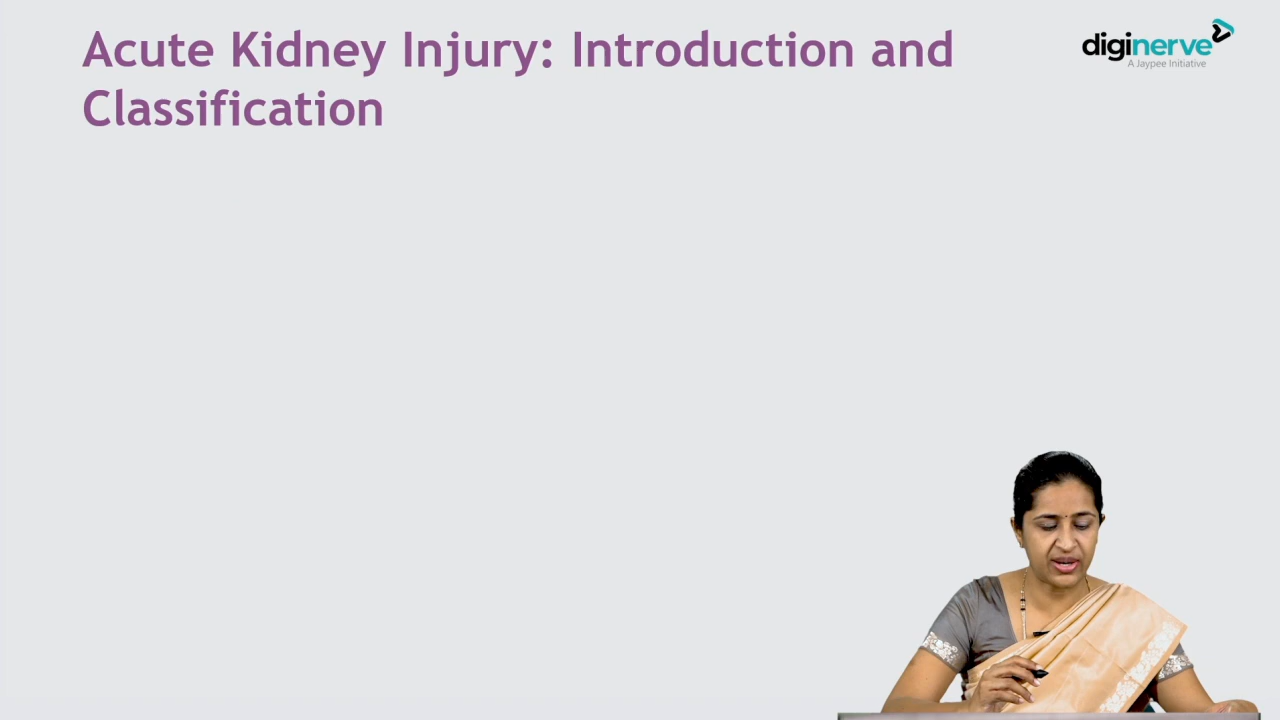 Acute Kidney Injury: Introduction and
Classification
diginerve
A Jaypee Initiative